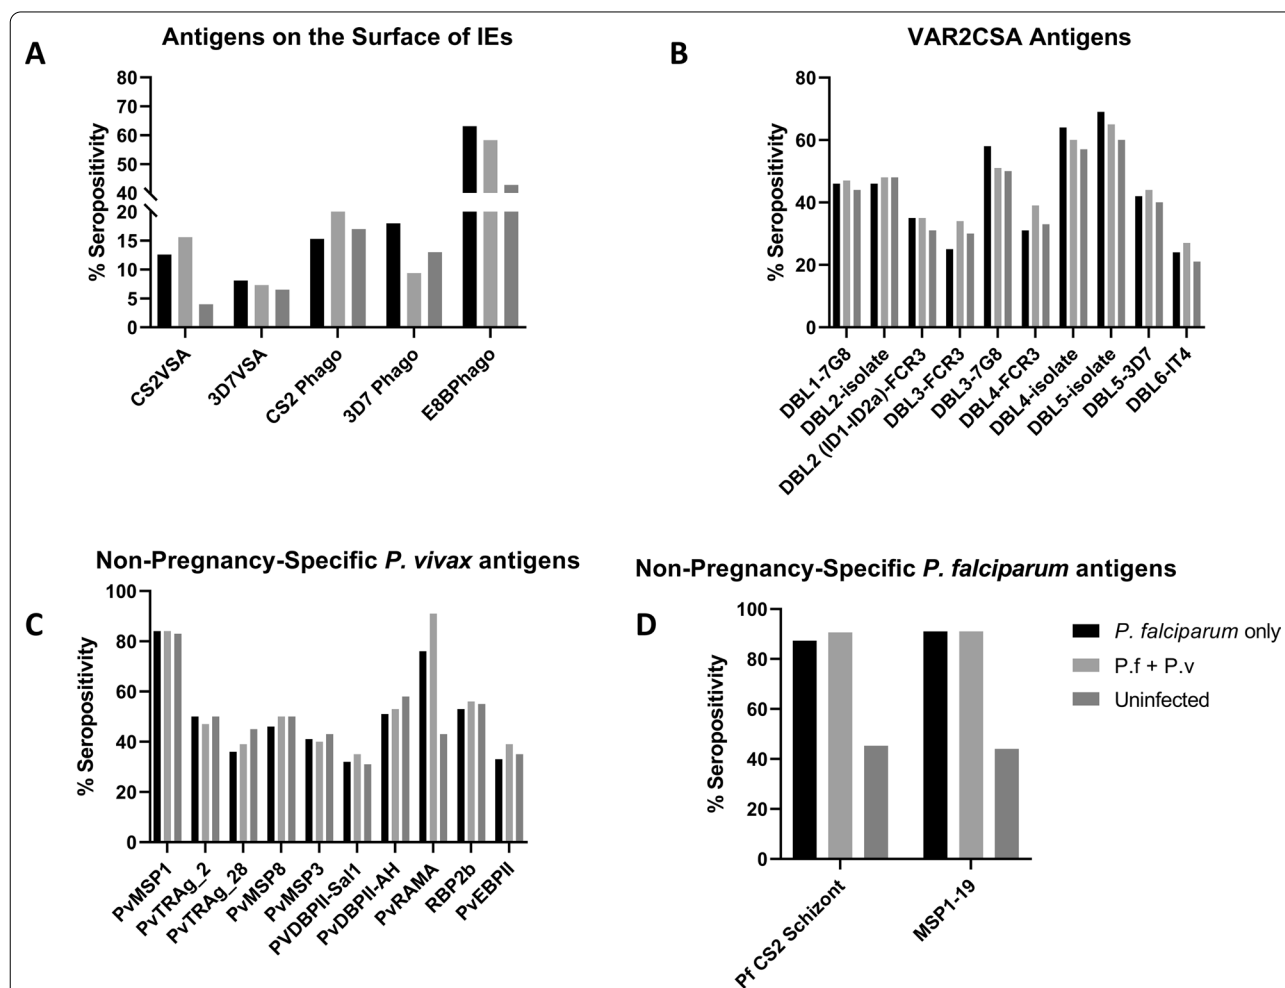 A
Antigens on the Surface of IEs
% Seropositivity
80
70
60
50
40
20
15
10
5
0
CS2VSA
3D7VSA
CS2 Phago
3D7 Phago
E8BPhago
B
VAR2CSA Antigens
% Seropositivity
80
60
40
20
0
DBL1-7G8
DBL2-isolate
DBL2 (ID1-ID2a)-FCR3
DBL3-FCR3
DBL3-7G8
DBL4-FCR3
DBL4-isolate
DBL5-isolate
DBL5-3D7
DBL6-IT4
Non-Pregnancy-Specific P. vivax antigens
C
% Seropositivity
100
80
60
40
20
0
PvMSP1
PvTRAg_2
PvTRAg_28
PvMSP8
PvMSP3
PVDBPII-Sal1
PvDBPII-AH
PvRAMA
RBP2b
PvEBPII
Non-Pregnancy-Specific P. falciparum antigens
D
% Seropositivity
100
80
60
40
20
0
Pf CS2 Schizont
MSP1-19
P. falciparum only
P.f + P.v
Uninfected